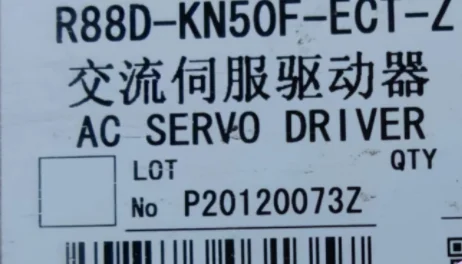 R88D-KN50F-ECT-Z
交流伺服驱动器
AC SERVO DRIVER
LOT
QTY
No P20120073Z